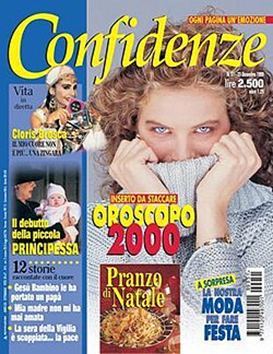 OGNI PAGINA UN'EMOZIONE
Confidenze
lire 2.500
Vita
in
diretta
Cloris Brosca
IL MIO CUORE NON
È PIÙ... UNA ZINGARA
Il debutto
della piccola
PRINCIPESSA
12 storie
raccontate con il cuore
• Gesù Bambino le ha
portato un papà
• Mia madre non mi ha
mai amata
• La sera della Vigilia
è scoppiata... la pace
INSERTO DA STACCARE
OROSCOPO
2000
Pranzo
di Natale
A SORPRESA
LA NOSTRA
MODA
PER FARE
FESTA